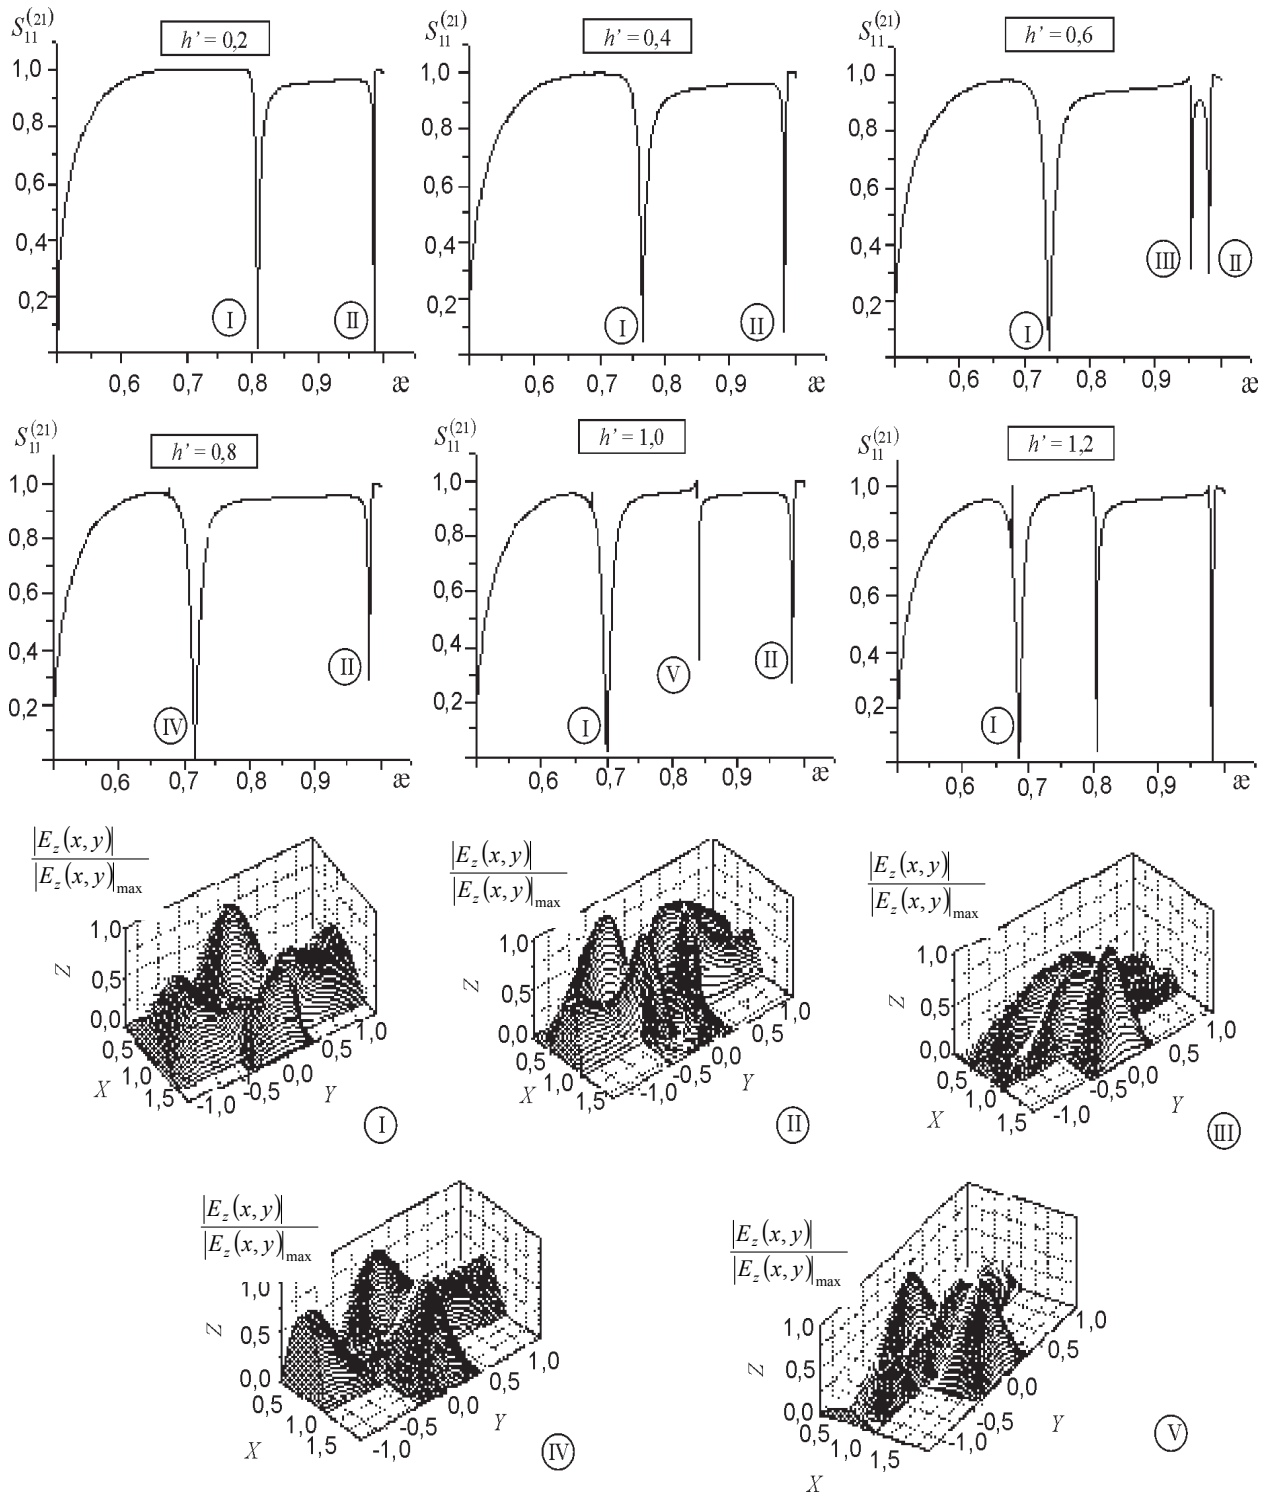 S₁₁⁽²¹⁾
h' = 0,2
1,0
0,8
0,6
0,4
0,2
0,6 0,7 0,8 0,9 æ
I
II
S₁₁⁽²¹⁾
h' = 0,4
1,0
0,8
0,6
0,4
0,2
0,6 0,7 0,8 0,9 æ
I
II
S₁₁⁽²¹⁾
h' = 0,6
1,0
0,8
0,6
0,4
0,2
0,6 0,7 0,8 0,9 æ
I
III
II
S₁₁⁽²¹⁾
h' = 0,8
1,0
0,8
0,6
0,4
0,2
0,6 0,7 0,8 0,9 æ
IV
II
S₁₁⁽²¹⁾
h' = 1,0
1,0
0,8
0,6
0,4
0,2
0,6 0,7 0,8 0,9 æ
I
V
II
S₁₁⁽²¹⁾
h' = 1,2
1,0
0,8
0,6
0,4
0,2
0,6 0,7 0,8 0,9 æ
I
|E_z(x, y)|
|E_z(x, y)|max
1,0
0,5
0,0
Z
0,5 1,0 1,5
X
-1,0 -0,5 0,0 0,5 1,0
Y
I
|E_z(x, y)|
|E_z(x, y)|max
1,0
0,5
0,0
Z
0,5 1,0 1,5
X
-1,0 -0,5 0,0 0,5 1,0
Y
II
|E_z(x, y)|
|E_z(x, y)|max
1,0
0,5
0,0
Z
0,5 1,0 1,5
X
-1,0 -0,5 0,0 0,5 1,0
Y
III
|E_z(x, y)|
|E_z(x, y)|max
1,0
0,5
0,0
Z
0,5 1,0 1,5
X
-1,0 -0,5 0,0 0,5 1,0
Y
IV
|E_z(x, y)|
|E_z(x, y)|max
1,0
0,5
0,0
Z
0,5 1,0 1,5
X
-1,0 -0,5 0,0 0,5 1,0
Y
V